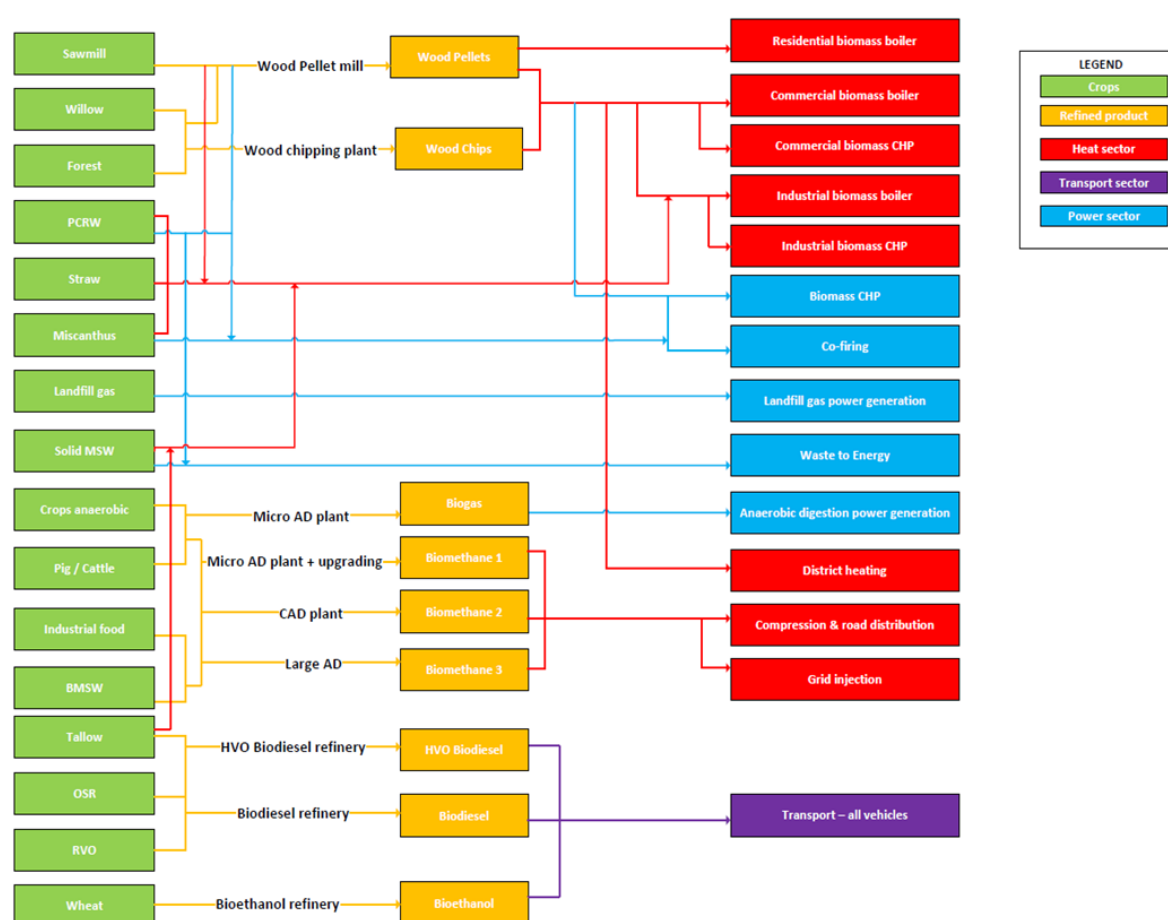 Sawmill
Willow
Forest
PCRW
Straw
Miscanthus
Landfill gas
Solid MSW
Crops anaerobic
Pig / Cattle
Industrial food
BMSW
Tallow
OSR
RVO
Wheat
Wood Pellet mill
Wood chipping plant
Micro AD plant
Micro AD plant + upgrading
CAD plant
Large AD
HVO Biodiesel refinery
Biodiesel refinery
Bioethanol refinery
Wood Pellets
Wood Chips
Biogas
Biomethane 1
Biomethane 2
Biomethane 3
HVO Biodiesel
Biodiesel
Bioethanol
Residential biomass boiler
Commercial biomass boiler
Commercial biomass CHP
Industrial biomass boiler
Industrial biomass CHP
Biomass CHP
Co-firing
Landfill gas power generation
Waste to Energy
Anaerobic digestion power generation
District heating
Compression & road distribution
Grid injection
Transport – all vehicles
LEGEND
Crops
Refined product
Heat sector
Transport sector
Power sector